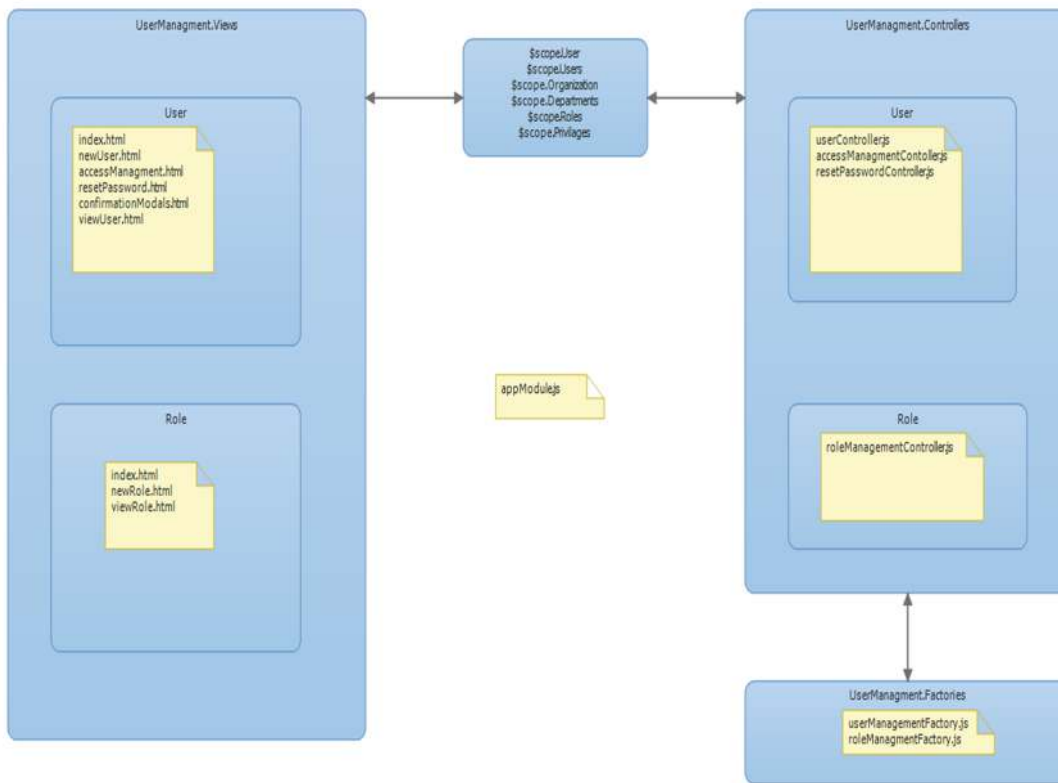 UserManagment.Views
User
index.html
newUser.html
accessManagment.html
resetPassword.html
confirmationModals.html
viewUser.html
Role
index.html
newRole.html
viewRole.html
$scope.User
$scope.Users
$scope.Organization
$scope.Departments
$scope.Roles
$scope.Privilages
appModule.js
UserManagment.Controllers
User
userController.js
accessManagmentContoller.js
resetPasswordController.js
Role
roleManagementController.js
UserManagment.Factories
userManagementFactory.js
roleManagmentFactory.js